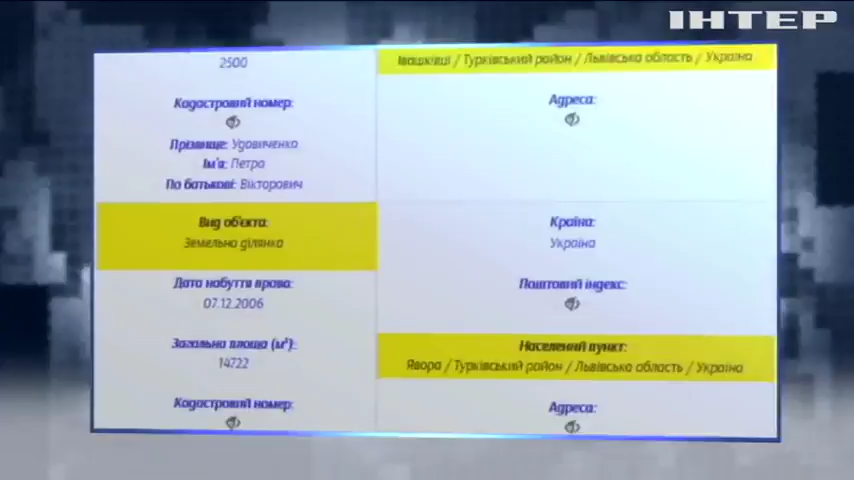 ІНТЕР
2500
Кадастровий номер:
Прізвище: Удовиченко
Ім'я: Петро
По батькові: Вікторович
Вид об'єкта:
Земельна ділянка
Дата набуття права:
07.12.2006
Загальна площа (м²):
14722
Кадастровий номер:
Івашківці / Турківський район / Львівська область / Україна
Адреса:
Країна:
Україна
Поштовий індекс:
Населений пункт:
Явора / Турківський район / Львівська область / Україна
Адреса: